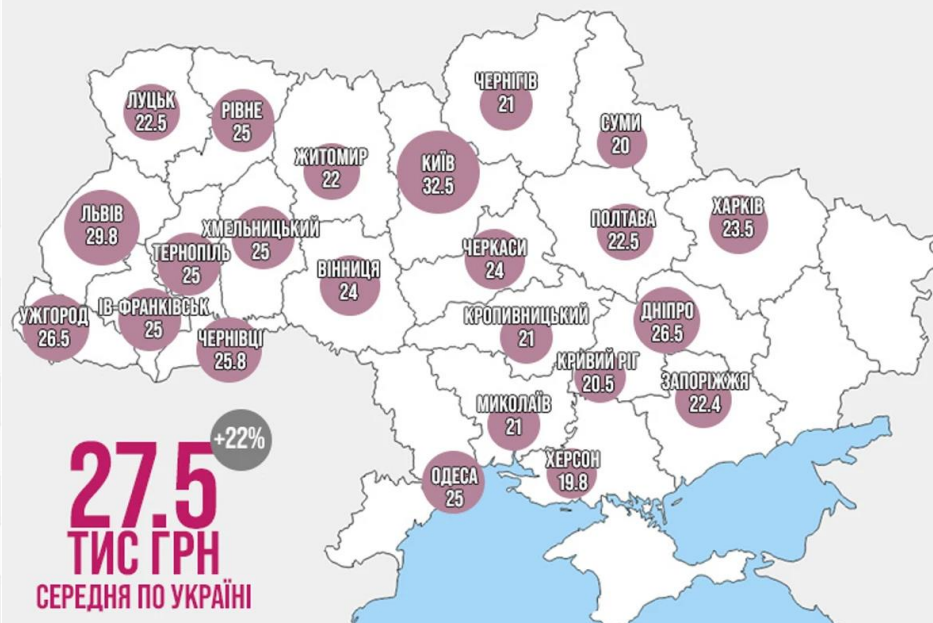 ЛУЦЬК
22.5
РІВНЕ
25
ЖИТОМИР
22
КИЇВ
32.5
ЧЕРНІГІВ
21
СУМИ
20
ЛЬВІВ
29.8
ТЕРНОПІЛЬ
25
ХМЕЛЬНИЦЬКИЙ
25
ВІННИЦЯ
24
ЧЕРКАСИ
24
ПОЛТАВА
22.5
ХАРКІВ
23.5
УЖГОРОД
26.5
ІВ-ФРАНКІВСЬК
25
ЧЕРНІВЦІ
25.8
КРОПИВНИЦЬКИЙ
21
ДНІПРО
26.5
КРИВИЙ РІГ
20.5
ЗАПОРІЖЖЯ
22.4
МИКОЛАЇВ
21
ОДЕСА
25
ХЕРСОН
19.8
+22%
27.5
ТИС ГРН
СЕРЕДНЯ ПО УКРАЇНІ